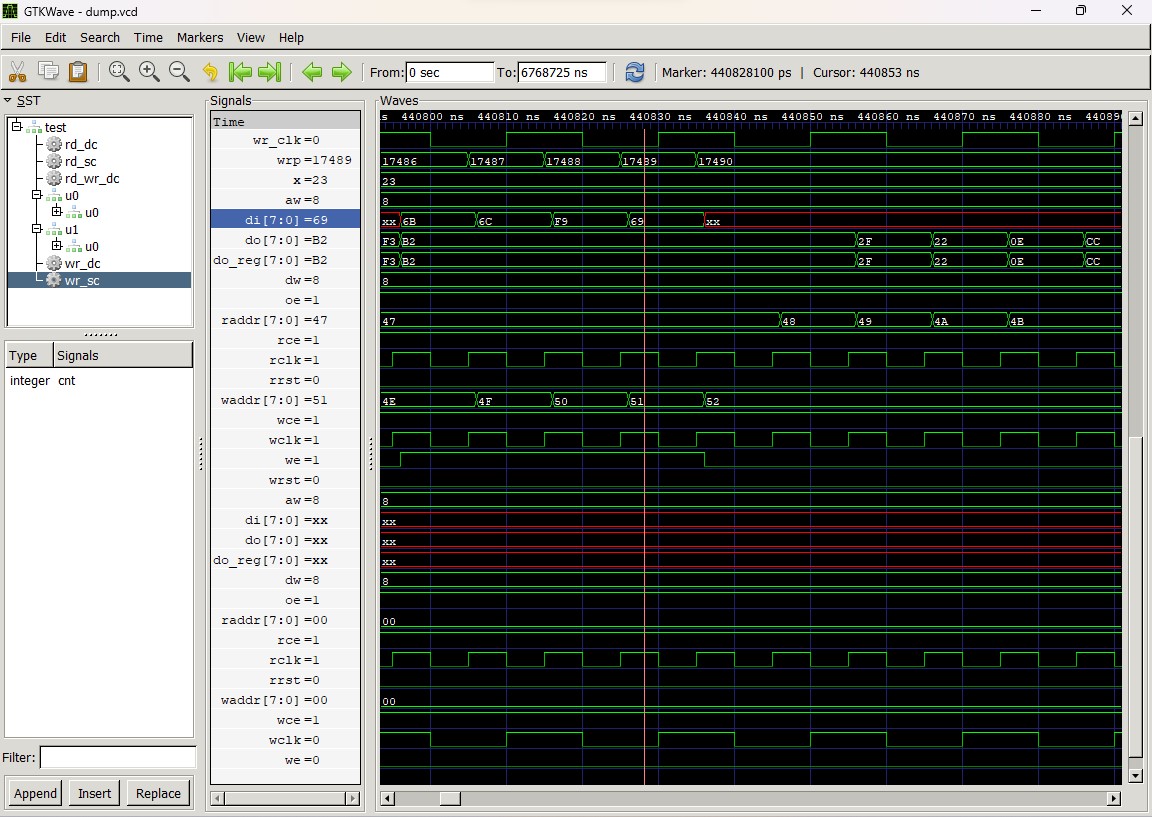 GTKWave - dump.vcd
File Edit Search Time Markers View Help
From: 0 sec To: 6768725 ns Marker: 440828100 ps | Cursor: 440853 ns
SST
test
rd_dc
rd_sc
rd_wr_dc
u0
u0
u1
u0
wr_dc
wr_sc
Type Signals
integer cnt
Filter:
Append Insert Replace
Signals
Time
wr_clk=0
wrp=17489
x=23
aw=8
di[7:0]=69
do[7:0]=B2
do_reg[7:0]=B2
dw=8
oe=1
raddr[7:0]=47
rce=1
rclk=1
rrst=0
waddr[7:0]=51
wce=1
wclk=1
we=1
wrst=0
aw=8
di[7:0]=xx
do[7:0]=xx
do_reg[7:0]=xx
dw=8
oe=1
raddr[7:0]=00
rce=1
rclk=1
rrst=0
waddr[7:0]=00
wce=1
wclk=0
we=0
Waves
s 440800 ns 440810 ns 440820 ns 440830 ns 440840 ns 440850 ns 440860 ns 440870 ns 440880 ns 44089
17486 17487 17488 17489 17490
23
8
xx 6B 6C F9 69 xx
F3 B2 2F 22 0E CC
F3 B2 2F 22 0E CC
8
47 48 49 4A 4B
4E 4F 50 51 52
8
xx
xx
xx
8
00
00